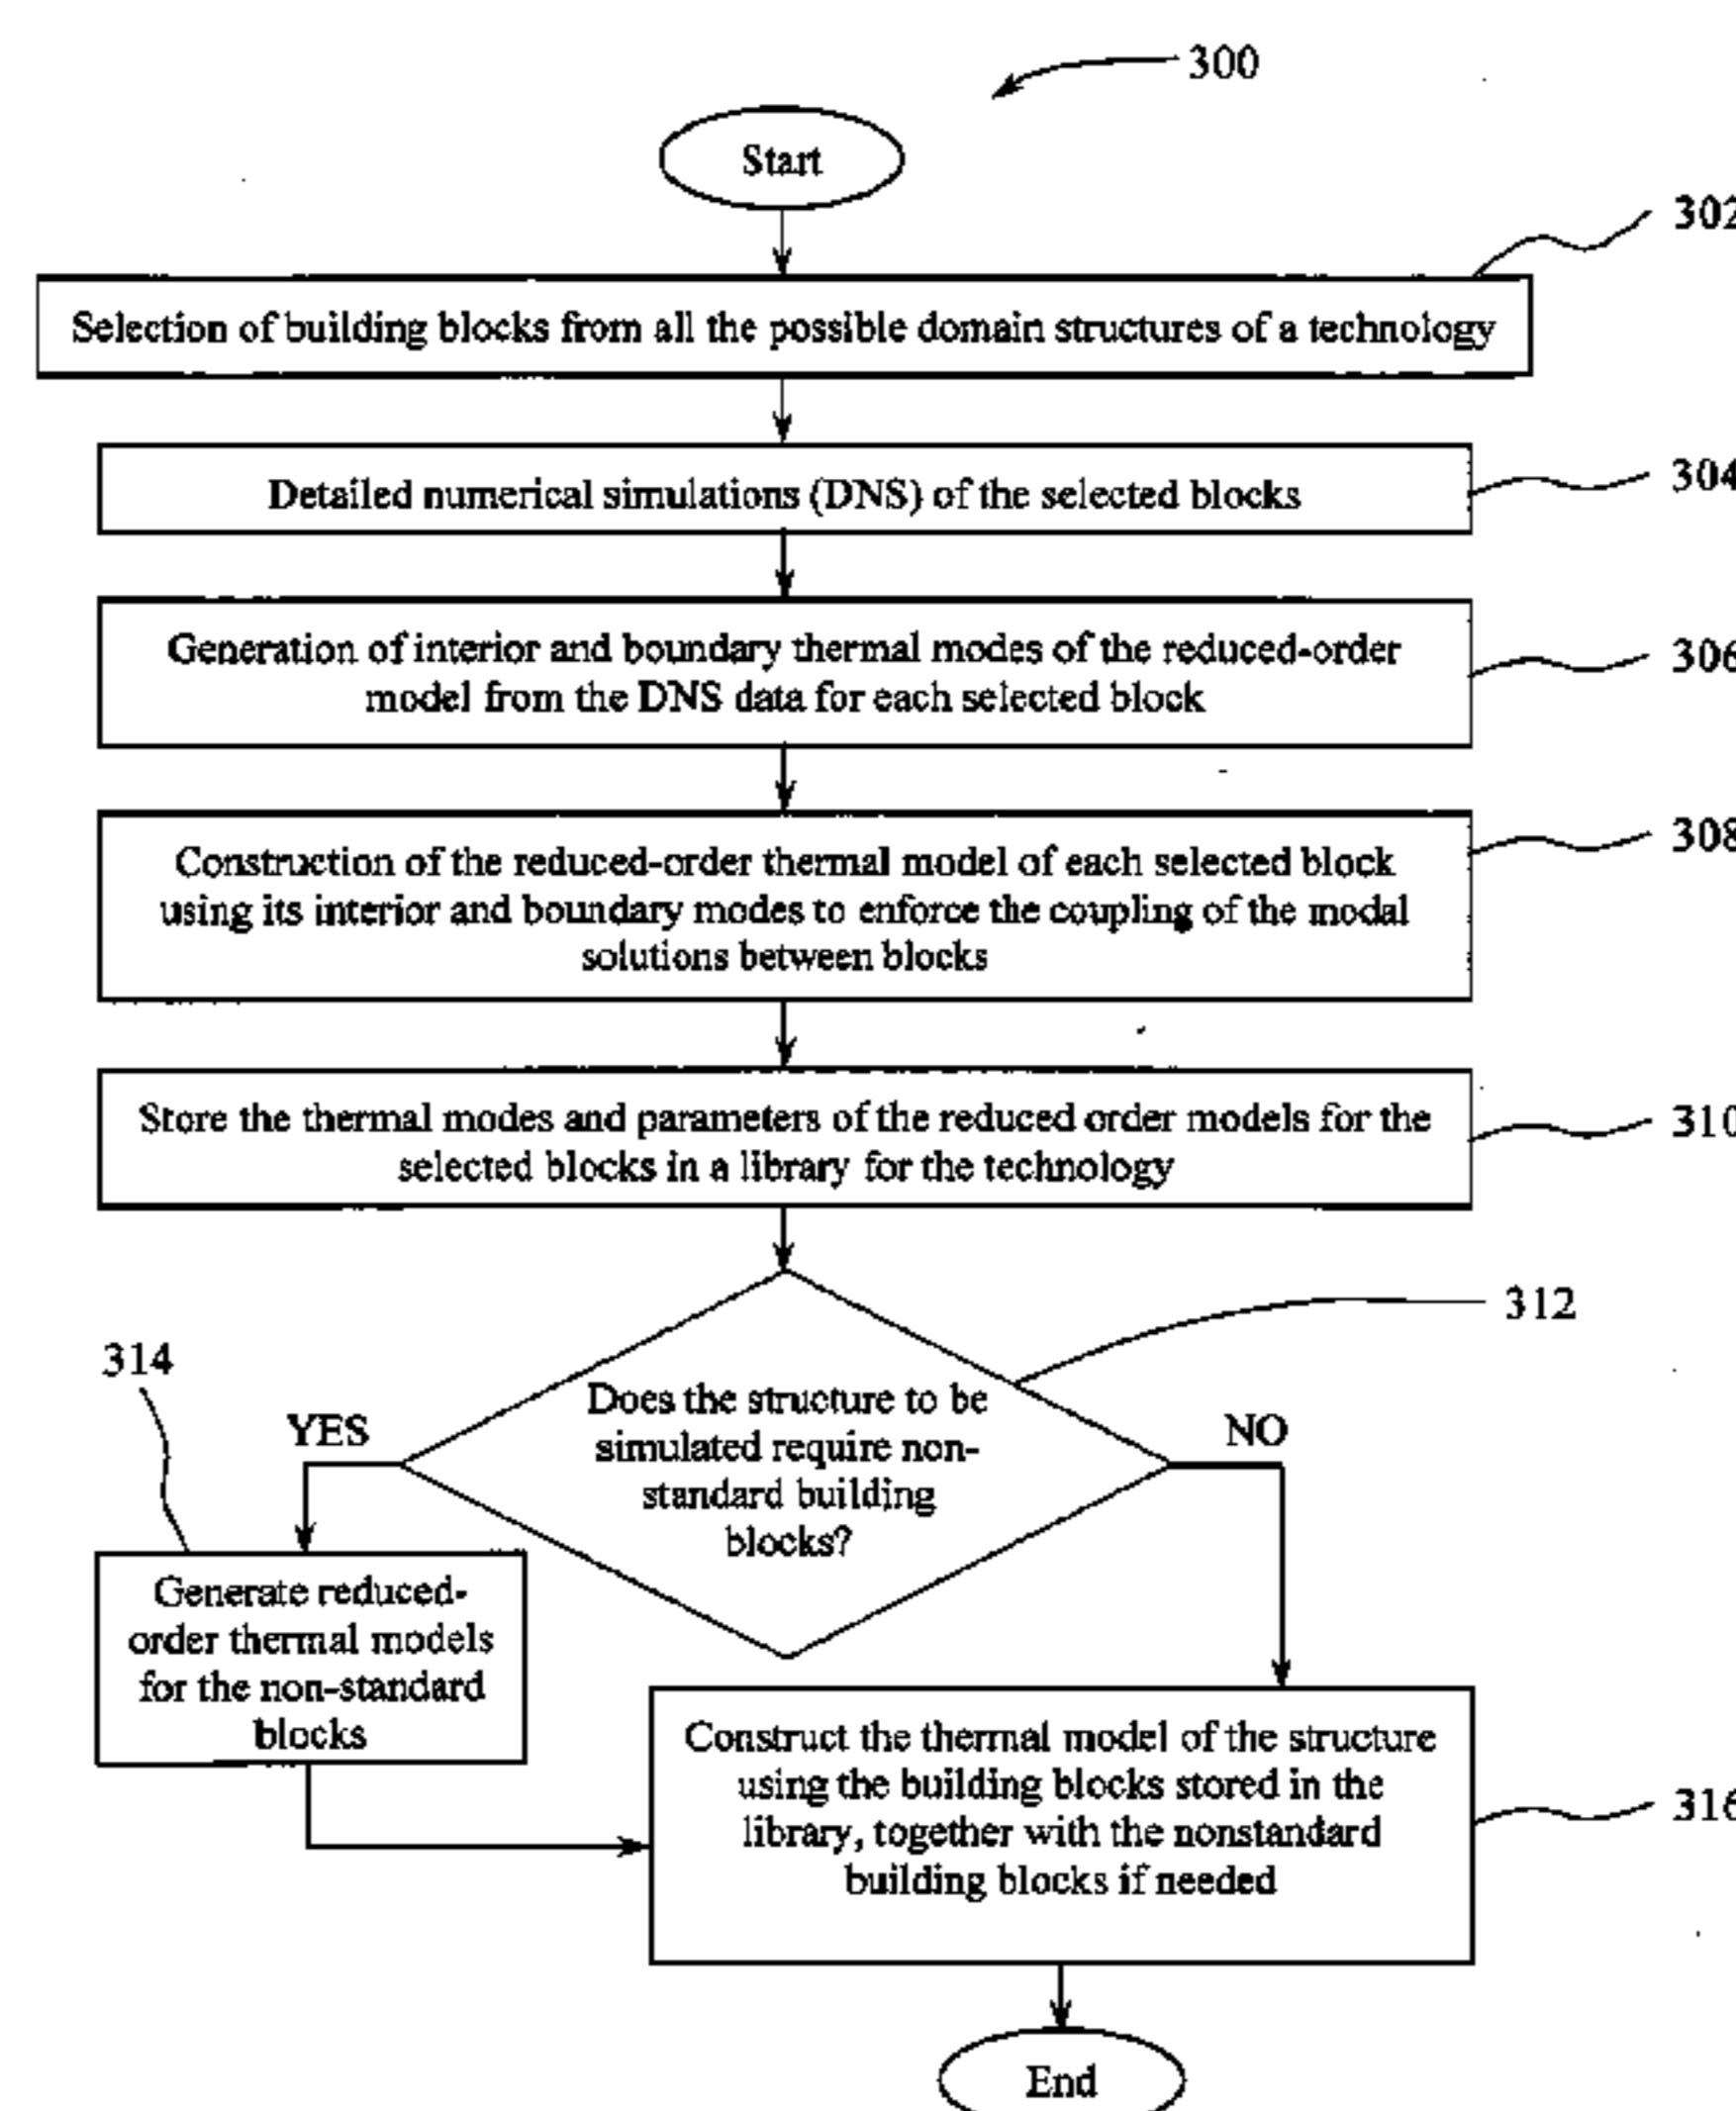 300
Start
302
Selection of building blocks from all the possible domain structures of a technology
304
Detailed numerical simulations (DNS) of the selected blocks
306
Generation of interior and boundary thermal modes of the reduced-order
model from the DNS data for each selected block
308
Construction of the reduced-order thermal model of each selected block
using its interior and boundary modes to enforce the coupling of the modal
solutions between blocks
310
Store the thermal modes and parameters of the reduced order models for the
selected blocks in a library for the technology
312
Does the structure to be
simulated require non-
standard building
blocks?
314
YES
NO
Generate reduced-
order thermal models
for the non-standard
blocks
Construct the thermal model of the structure
using the building blocks stored in the
library, together with the nonstandard
building blocks if needed
316
End